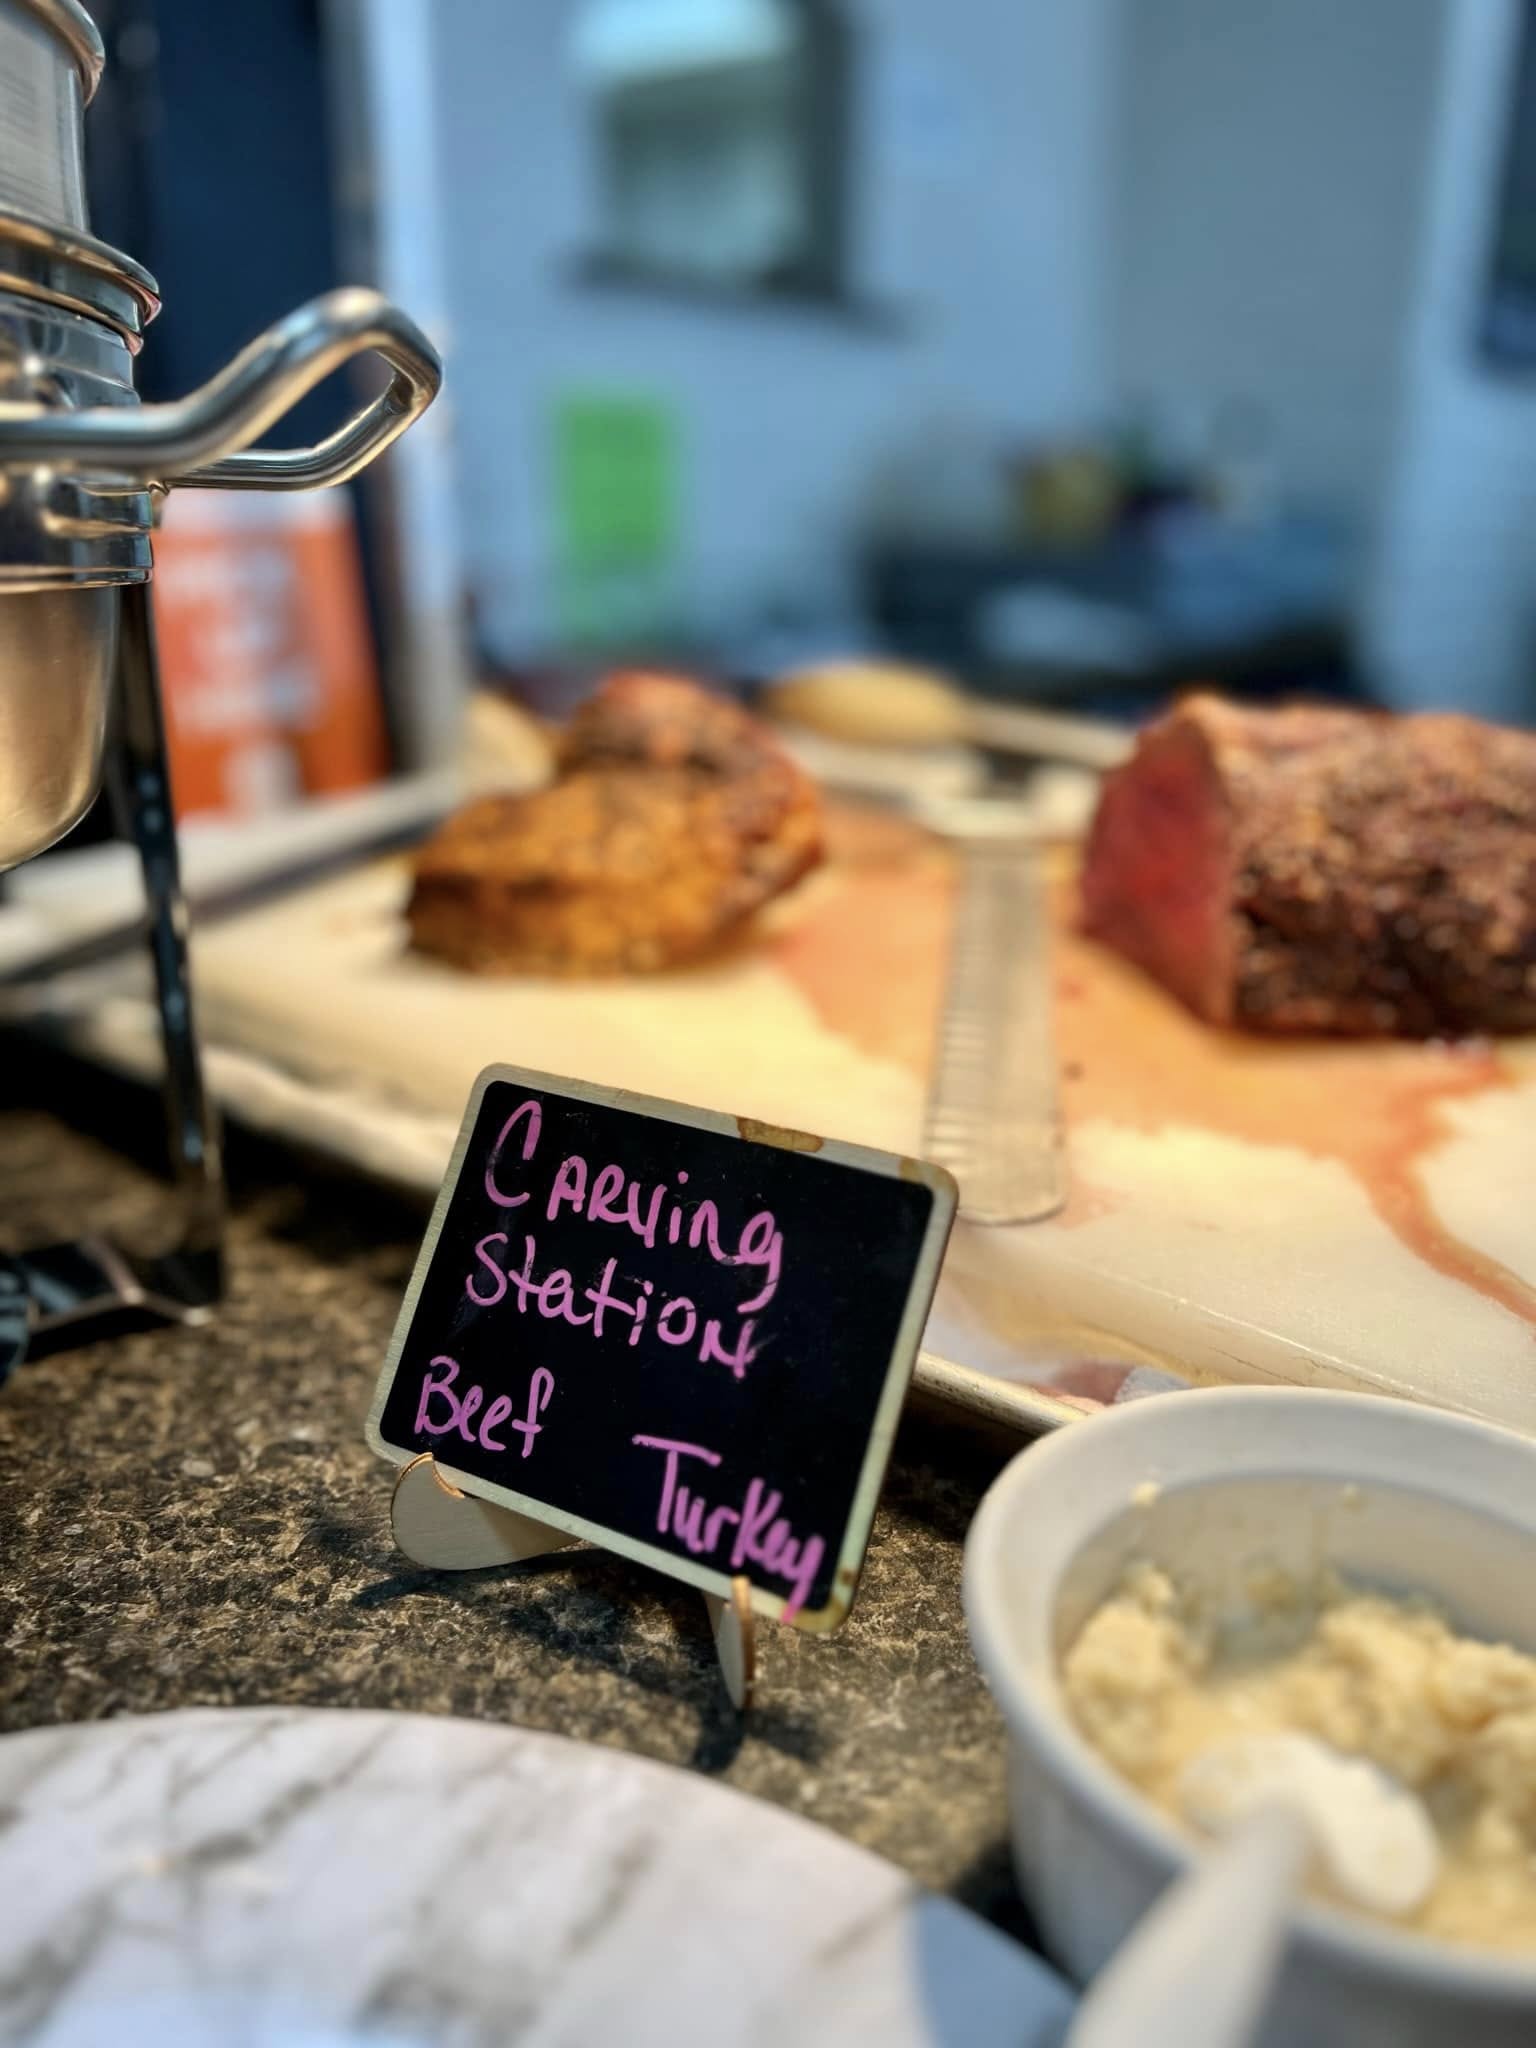 Carving
Station
Beef
Turkey